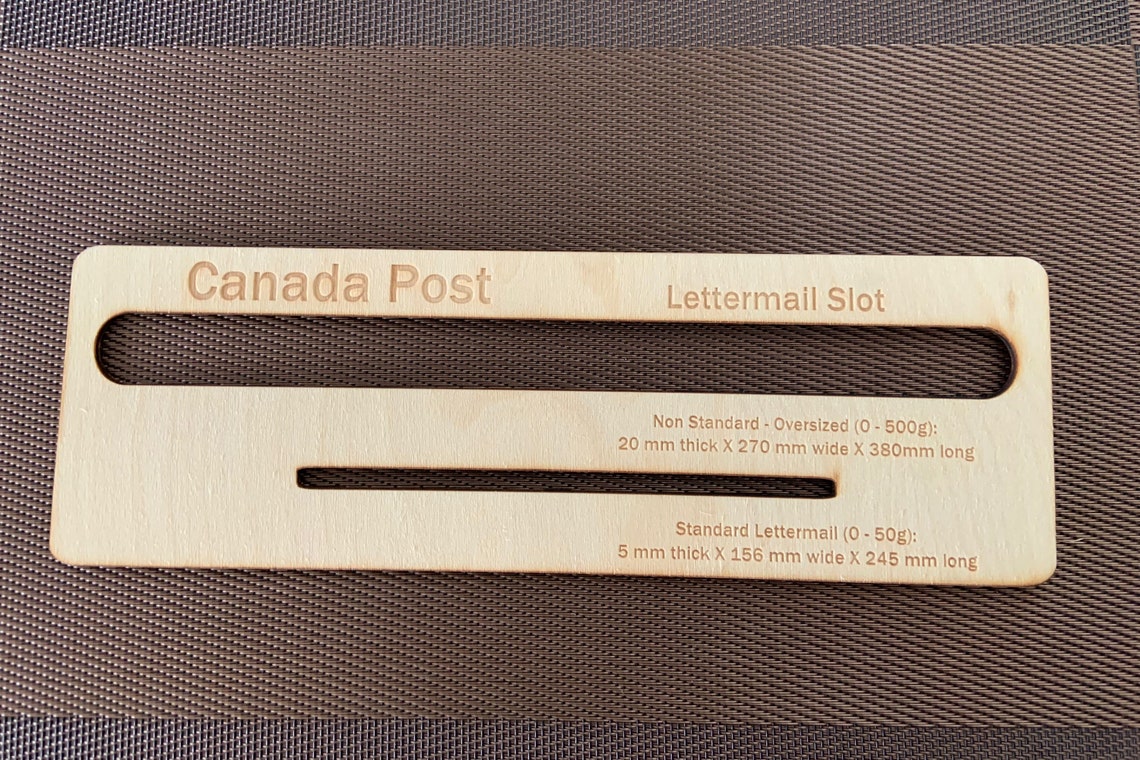 Canada Post
Lettermail Slot
Non Standard - Oversized (0 - 500g):
20 mm thick X 270 mm wide X 380mm long
Standard Lettermail (0 - 50g):
5 mm thick X 156 mm wide X 245 mm long